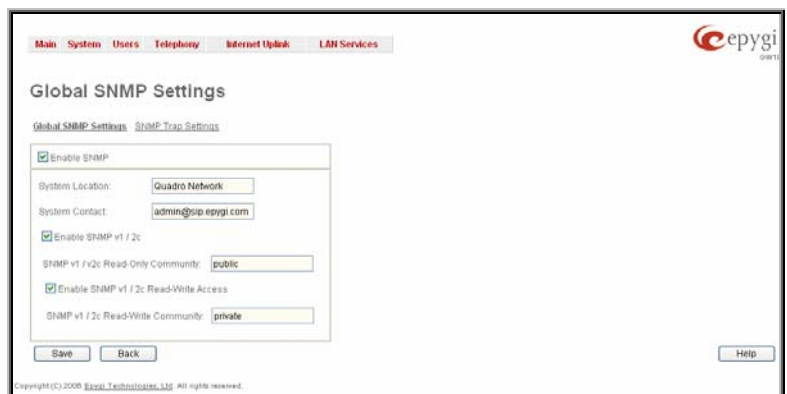 Main System Users Telephony Internet Uplink LAN Services
epygi
Global SNMP Settings
Global SNMP Settings SNMP Trap Settings
Enable SNMP
System Location: Quadro Network
System Contact: admin@sip.epygi.com
Enable SNMP v1 / 2c
SNMP v1 / v2c Read-Only Community: public
Enable SNMP v1 / 2c Read-Write Access
SNMP v1 / 2c Read-Write Community: private
Save Back Help
Copyright (C) 2008 Epygi Technologies, Ltd. All rights reserved.